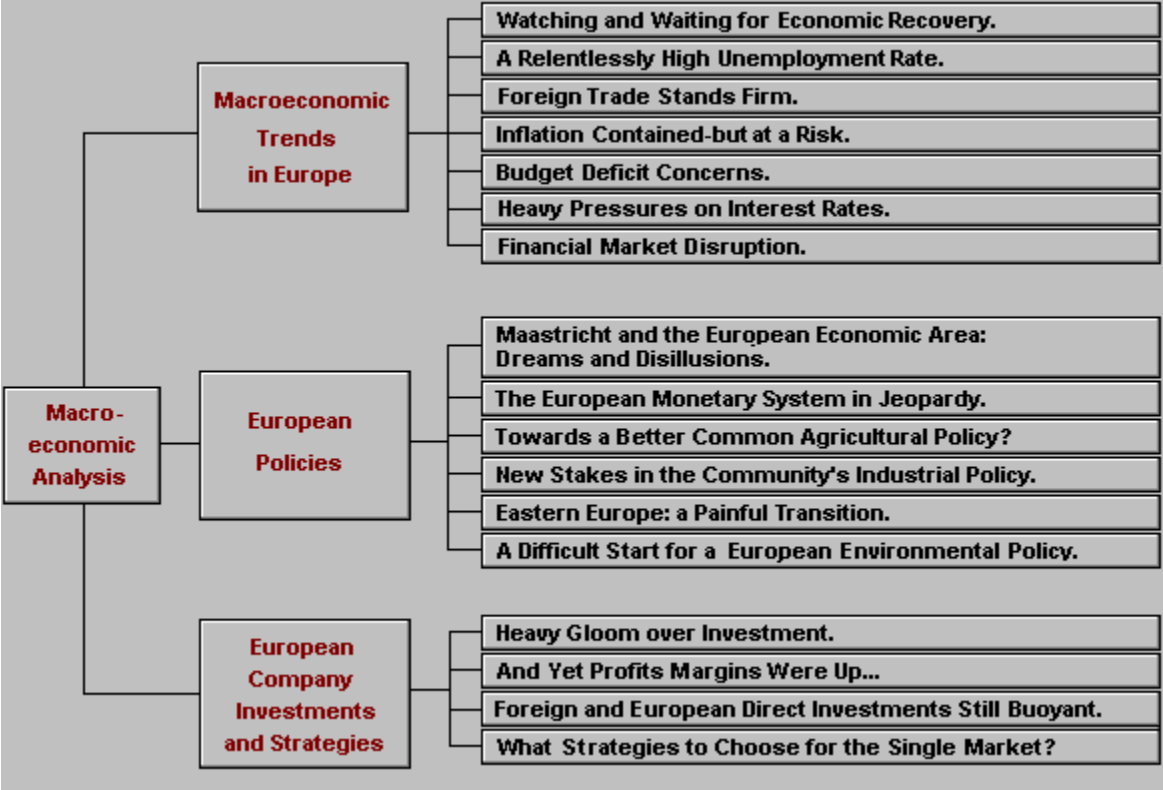 Macro-
economic
Analysis
Macroeconomic
Trends
in Europe
Watching and Waiting for Economic Recovery.
A Relentlessly High Unemployment Rate.
Foreign Trade Stands Firm.
Inflation Contained-but at a Risk.
Budget Deficit Concerns.
Heavy Pressures on Interest Rates.
Financial Market Disruption.
European
Policies
Maastricht and the European Economic Area:
Dreams and Disillusions.
The European Monetary System in Jeopardy.
Towards a Better Common Agricultural Policy?
New Stakes in the Community's Industrial Policy.
Eastern Europe: a Painful Transition.
A Difficult Start for a European Environmental Policy.
European
Company
Investments
and Strategies
Heavy Gloom over Investment.
And Yet Profits Margins Were Up...
Foreign and European Direct Investments Still Buoyant.
What Strategies to Choose for the Single Market?